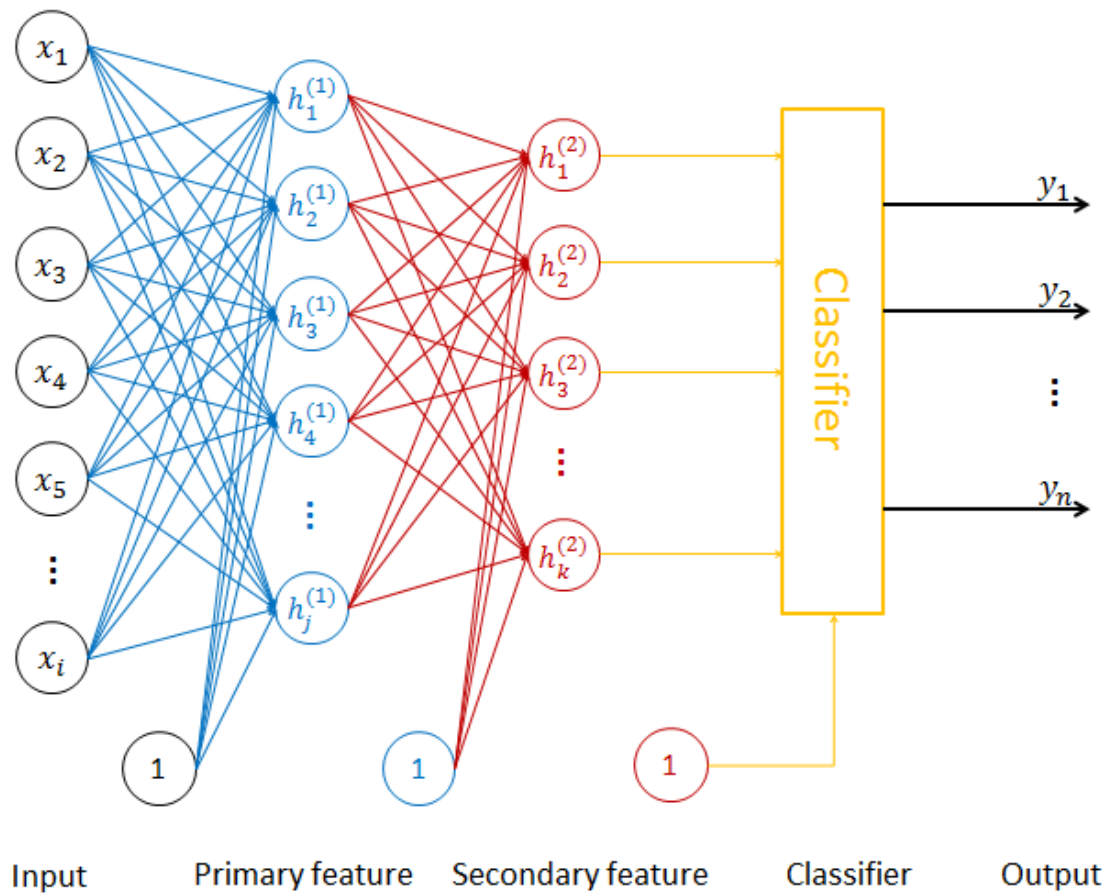 x₁
x₂
x₃
x₄
x₅
⋮
xᵢ
1
h₁⁽¹⁾
h₂⁽¹⁾
h₃⁽¹⁾
h₄⁽¹⁾
⋮
hⱼ⁽¹⁾
1
h₁⁽²⁾
h₂⁽²⁾
h₃⁽²⁾
⋮
hₖ⁽²⁾
1
Classifier
y₁
y₂
⋮
yₙ
Input Primary feature Secondary feature Classifier Output